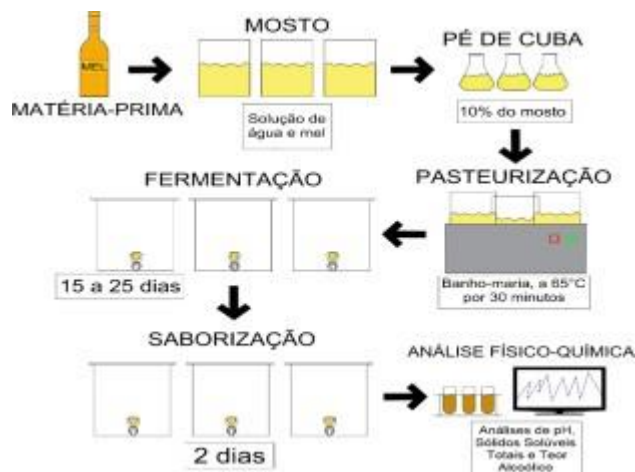 MOSTO
PÉ DE CUBA
MEL
MATÉRIA-PRIMA
Solução de
água e mel
10% do mosto
FERMENTAÇÃO
PASTEURIZAÇÃO
15 a 25 dias
Banho-maria, a 65°C
por 30 minutos
SABORIZAÇÃO
ANÁLISE FÍSICO-QUÍMICA
2 dias
Análises de pH,
Sólidos Solúveis
Totais e Teor
Alcoólico